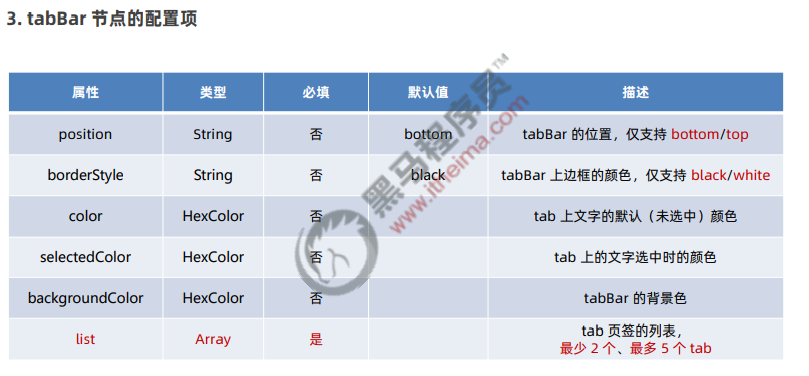 3. tabBar 节点的配置项
属性 类型 必填 默认值 描述
position String 否 bottom tabBar 的位置，仅支持 bottom/top
borderStyle String 否 black tabBar 上边框的颜色，仅支持 black/white
color HexColor 否 tab 上文字的默认（未选中）颜色
selectedColor HexColor 否 tab 上的文字选中时的颜色
backgroundColor HexColor 否 tabBar 的背景色
list Array 是 tab 页签的列表，
最少 2 个、最多 5 个 tab
黑马程序员™
www.itheima.com